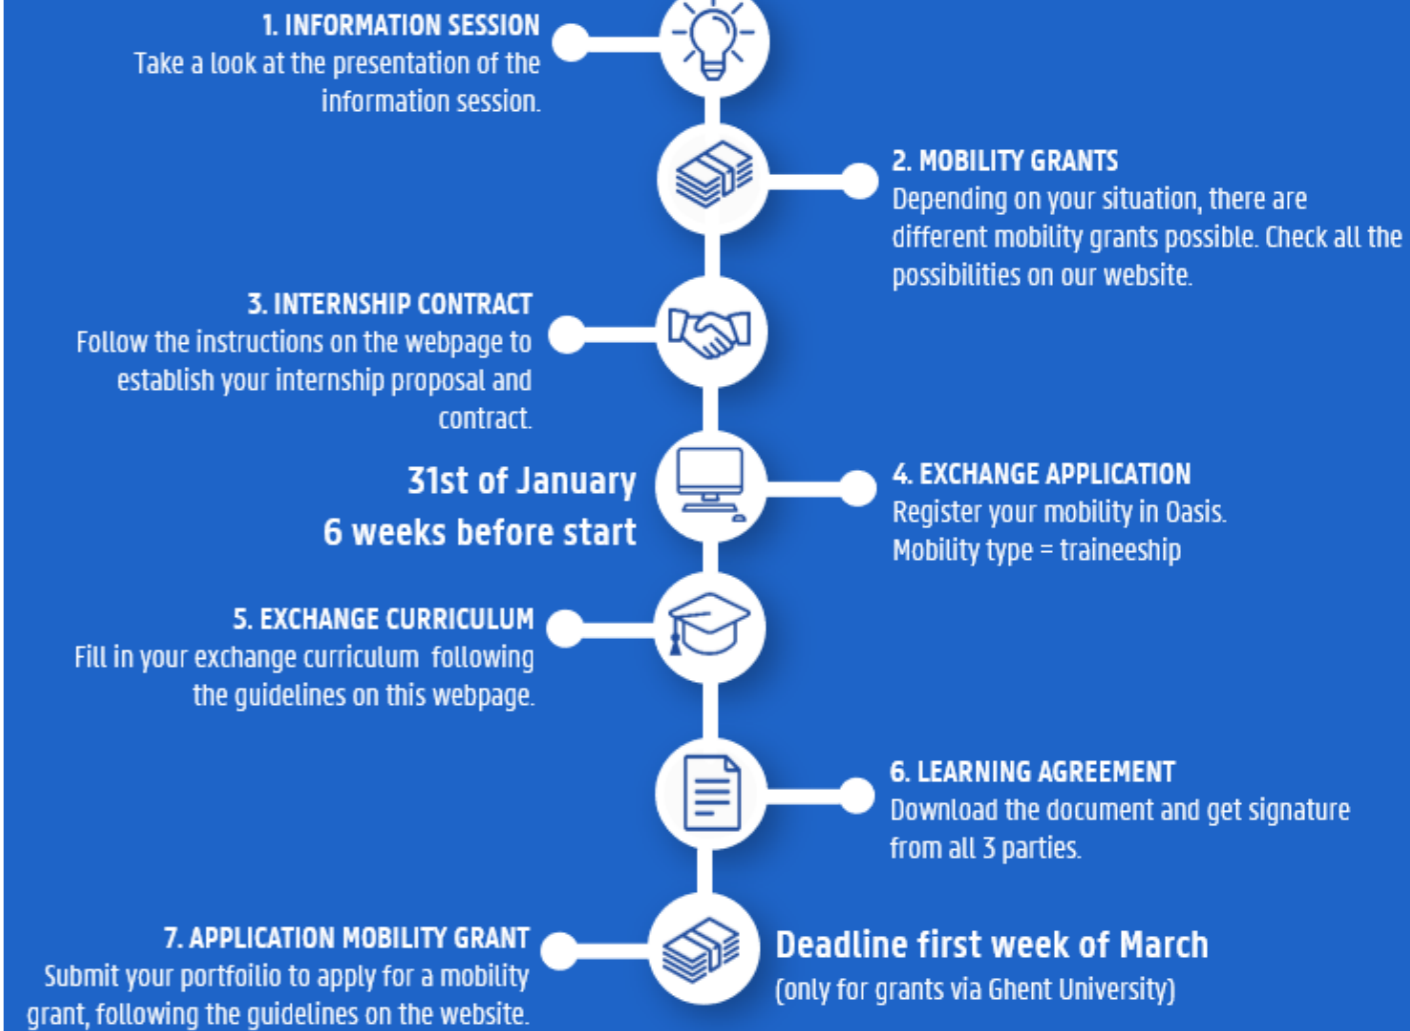 1. INFORMATION SESSION
Take a look at the presentation of the
information session.
2. MOBILITY GRANTS
Depending on your situation, there are
different mobility grants possible. Check all the
possibilities on our website.
3. INTERNSHIP CONTRACT
Follow the instructions on the webpage to
establish your internship proposal and
contract.
31st of January
6 weeks before start
4. EXCHANGE APPLICATION
Register your mobility in Oasis.
Mobility type = traineeship
5. EXCHANGE CURRICULUM
Fill in your exchange curriculum  following
the guidelines on this webpage.
6. LEARNING AGREEMENT
Download the document and get signature
from all 3 parties.
7. APPLICATION MOBILITY GRANT
Submit your portfoilio to apply for a mobility
grant, following the guidelines on the website.
Deadline first week of March
(only for grants via Ghent University)